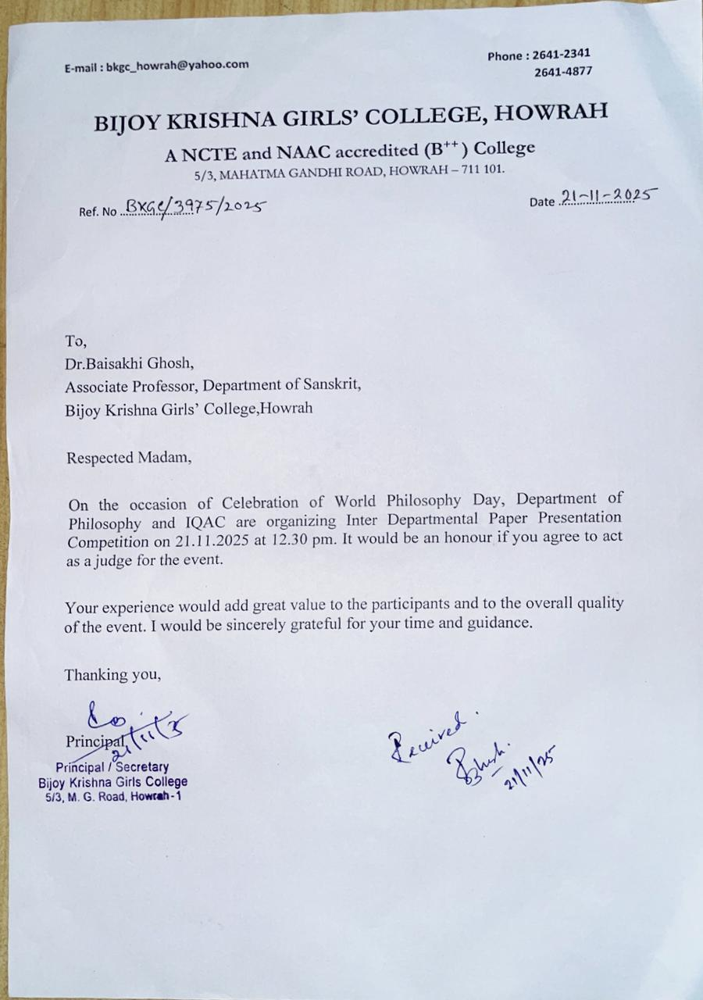 E-mail : bkgc_howrah@yahoo.com
Phone : 2641-2341
2641-4877
BIJOY KRISHNA GIRLS' COLLEGE, HOWRAH
A NCTE and NAAC accredited (B++) College
5/3, MAHATMA GANDHI ROAD, HOWRAH – 711 101.
Ref. No BKGC/3975/2025
Date 21-11-2025
To,
Dr.Baisakhi Ghosh,
Associate Professor, Department of Sanskrit,
Bijoy Krishna Girls' College,Howrah
Respected Madam,
On the occasion of Celebration of World Philosophy Day, Department of
Philosophy and IQAC are organizing Inter Departmental Paper Presentation
Competition on 21.11.2025 at 12.30 pm. It would be an honour if you agree to act
as a judge for the event.
Your experience would add great value to the participants and to the overall quality
of the event. I would be sincerely grateful for your time and guidance.
Thanking you,
Principal
21/11/25
Principal / Secretary
Bijoy Krishna Girls College
5/3, M. G. Road, Howrah-1
Received.
BGhosh.
21/11/25